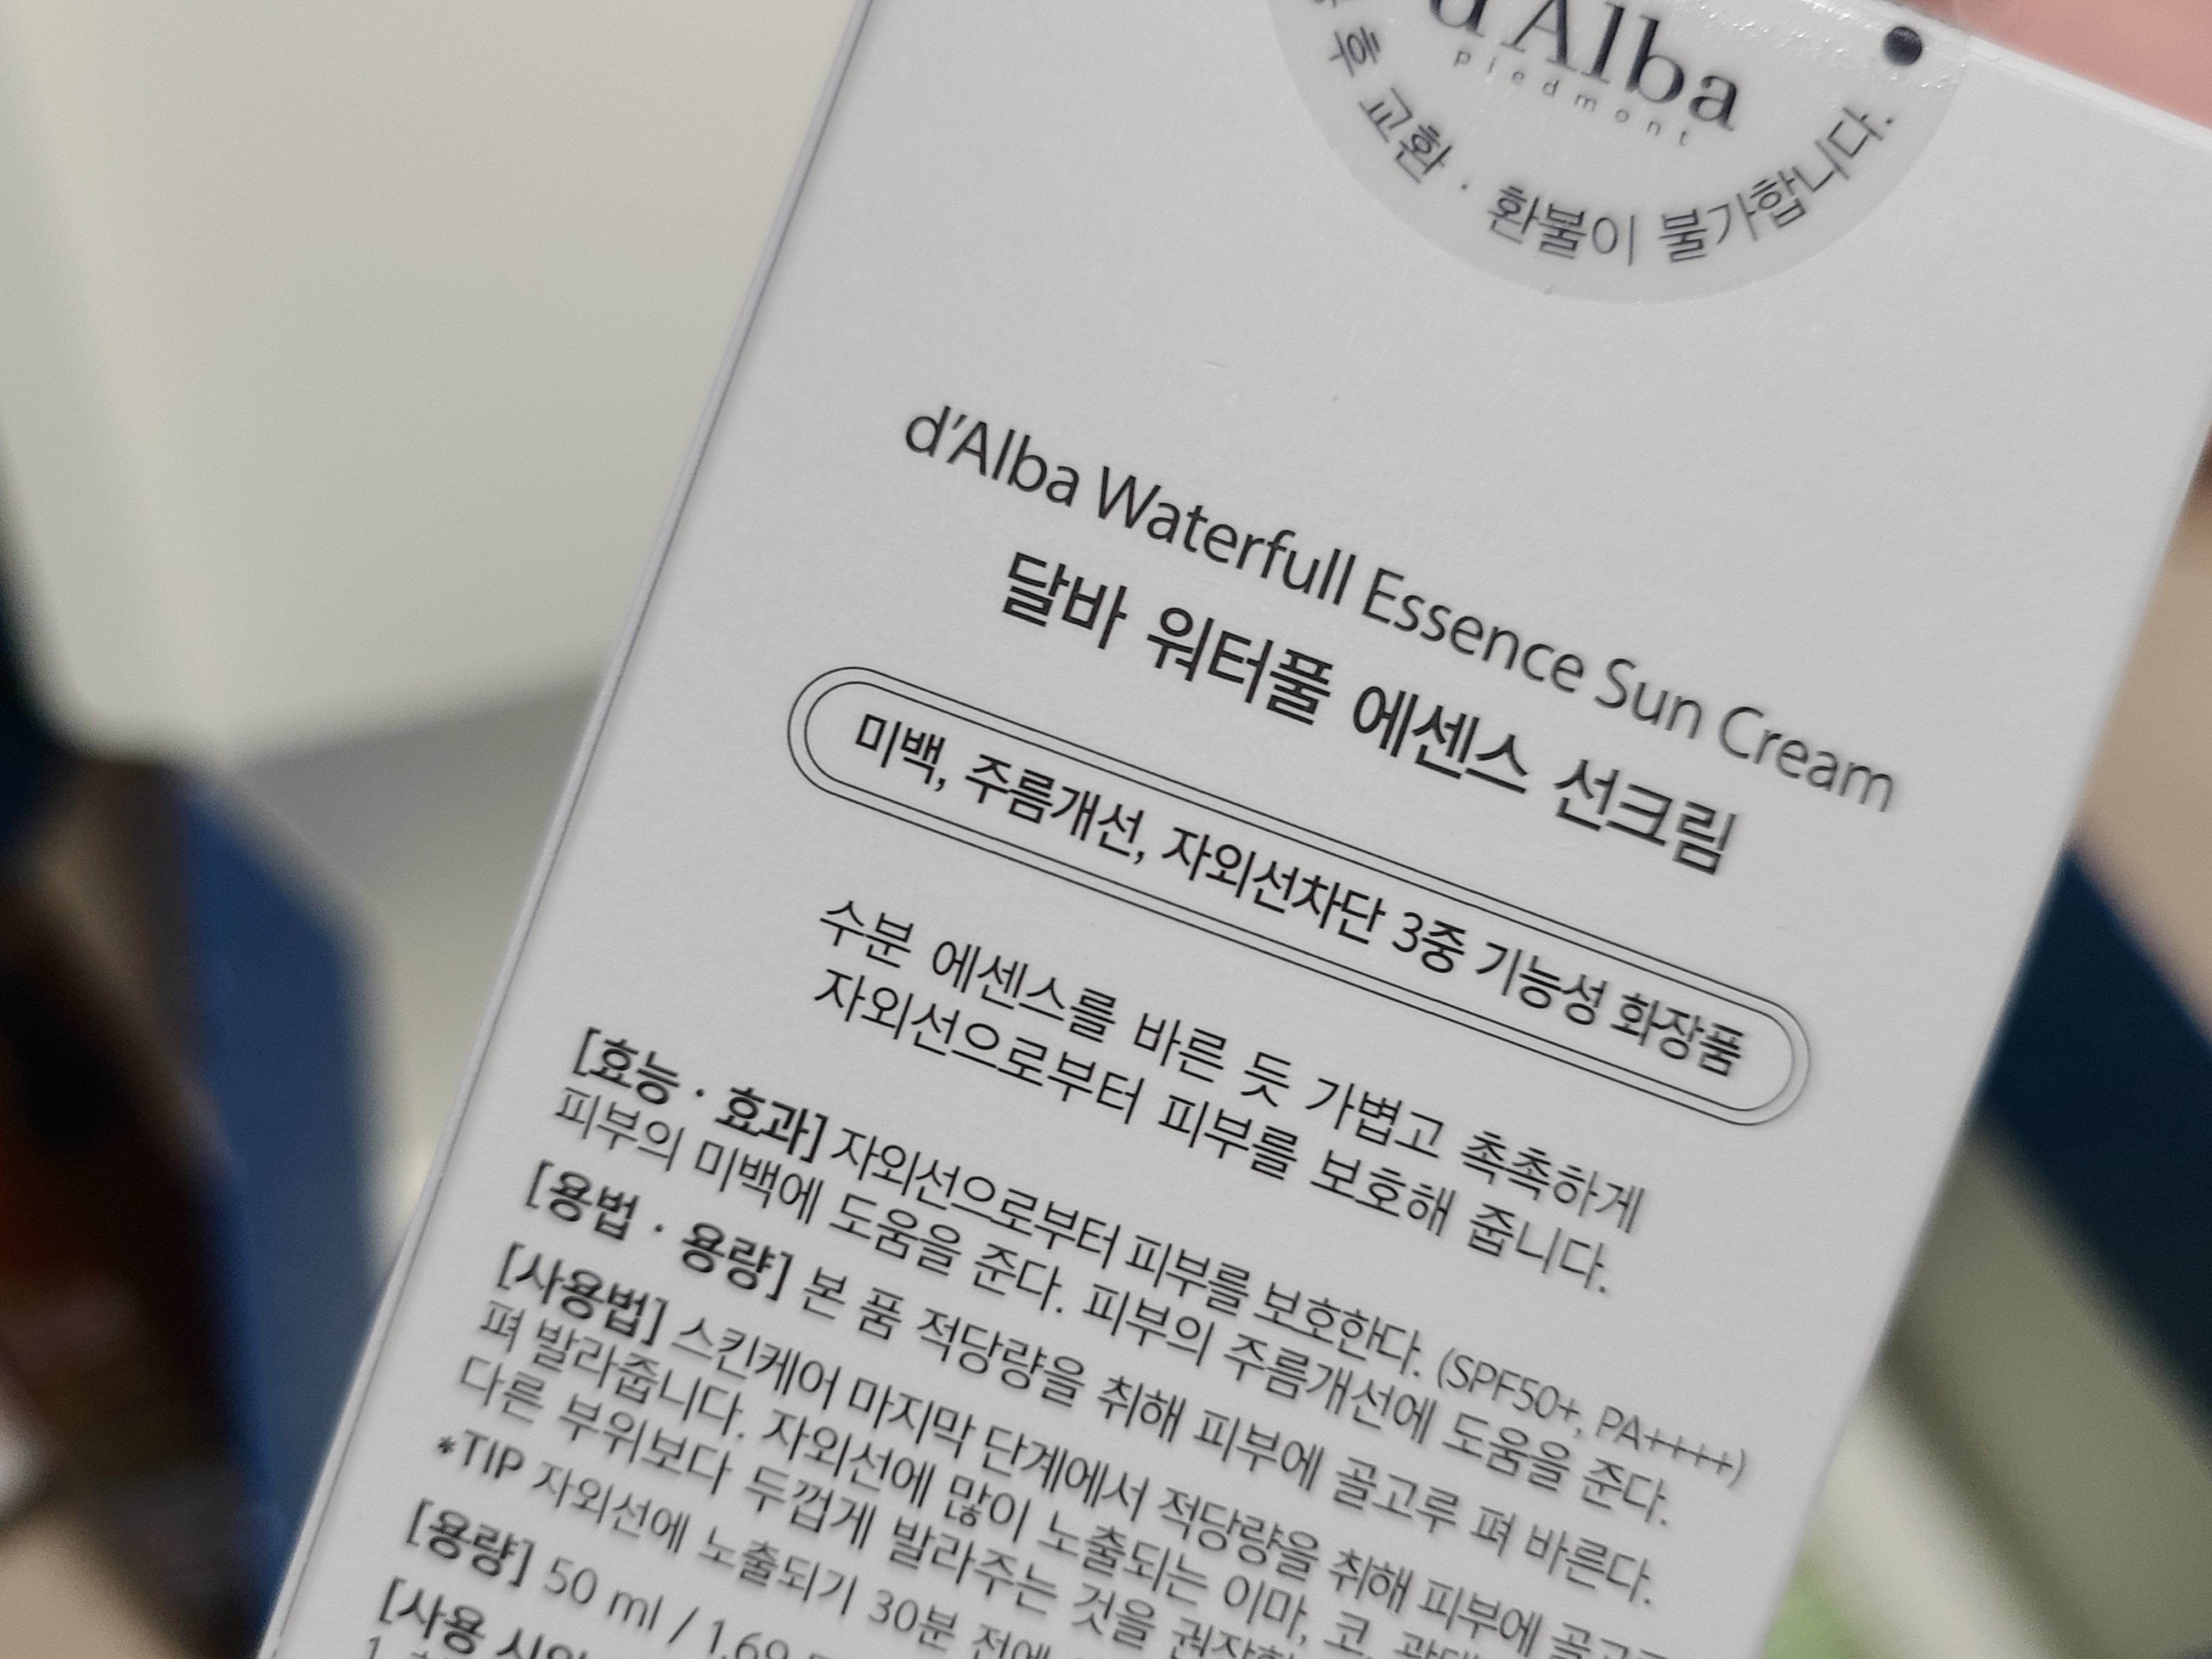 d'Alba
piedmont
후 교환 · 환불이 불가합니다.
d'Alba Waterfull Essence Sun Cream
달바 워터풀 에센스 선크림
미백, 주름개선, 자외선차단 3중 기능성 화장품
수분 에센스를 바른 듯 가볍고 촉촉하게
자외선으로부터 피부를 보호해 줍니다.
[효능 · 효과] 자외선으로부터 피부를 보호한다. (SPF50+, PA++++)
피부의 미백에 도움을 준다. 피부의 주름개선에 도움을 준다.
[용법 · 용량] 본 품 적당량을 취해 피부에 골고루 펴 바른다.
[사용법] 스킨케어 마지막 단계에서 적당량을 취해 피부에
펴 발라줍니다. 자외선에 많이 노출되는 이마, 코,
다른 부위보다 두껍게 발라주는 것을
*TIP 자외선에 노출되기 30분 전에
[용량] 50 ml / 1.69
[사용